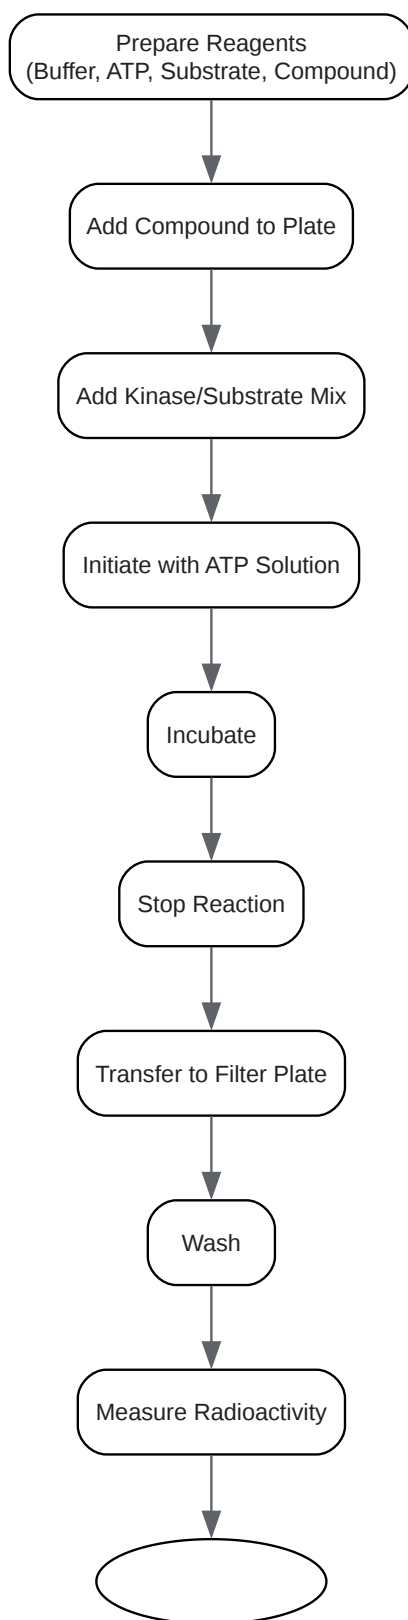 Prepare Reagents
(Buffer, ATP, Substrate, Compound)
Add Compound to Plate
Add Kinase/Substrate Mix
Initiate with ATP Solution
Incubate
Stop Reaction
Transfer to Filter Plate
Wash
Measure Radioactivity